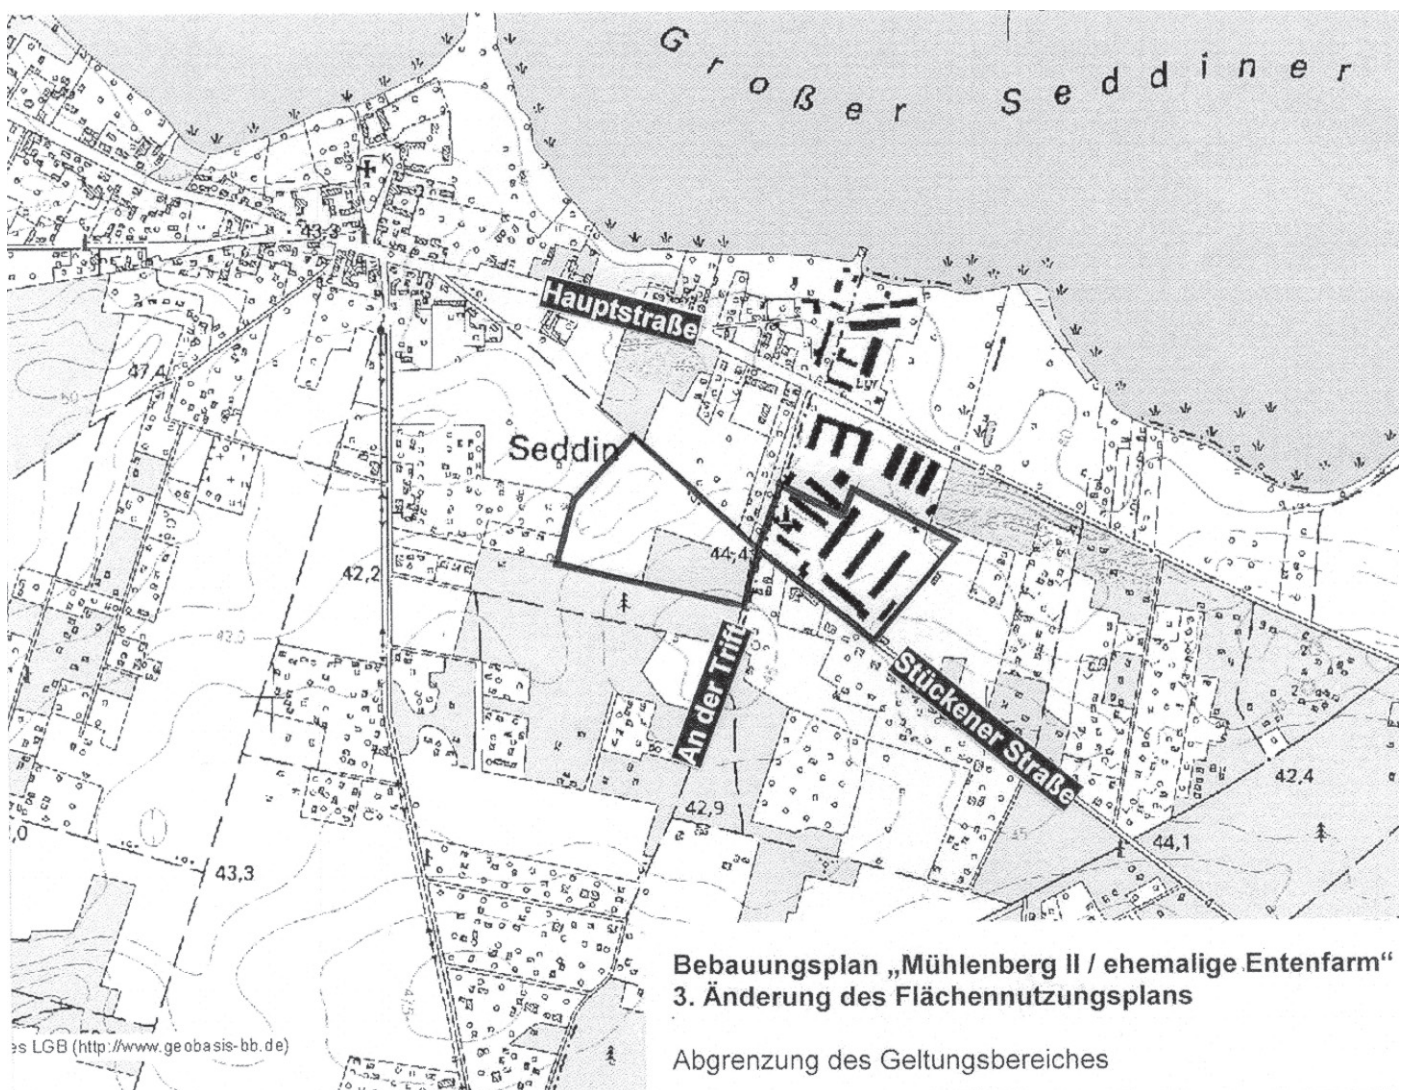 Großer Seddiner
K
43,3
Hauptstraße
47,4
60
Seddin
44,4
42,2
An der Trift
Stückener Straße
42,4
42,9
45
44,1
43,3
Bebauungsplan „Mühlenberg II / ehemalige Entenfarm“
3. Änderung des Flächennutzungsplans
es LGB (http://www.geobasis-bb.de)
Abgrenzung des Geltungsbereiches